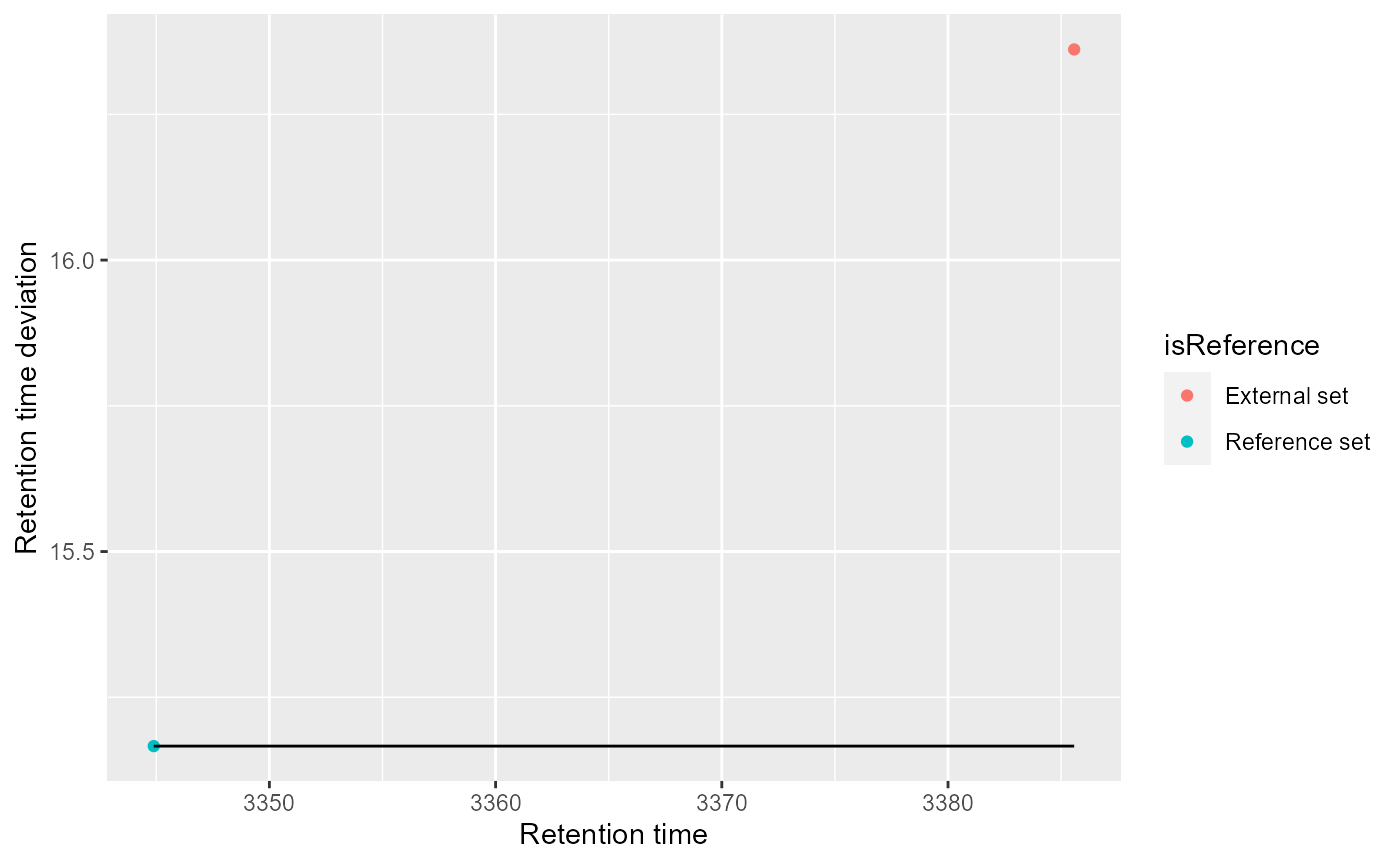 Retention time deviation
16.0
15.5
3350
3360
3370
3380
Retention time
isReference
External set
Reference set